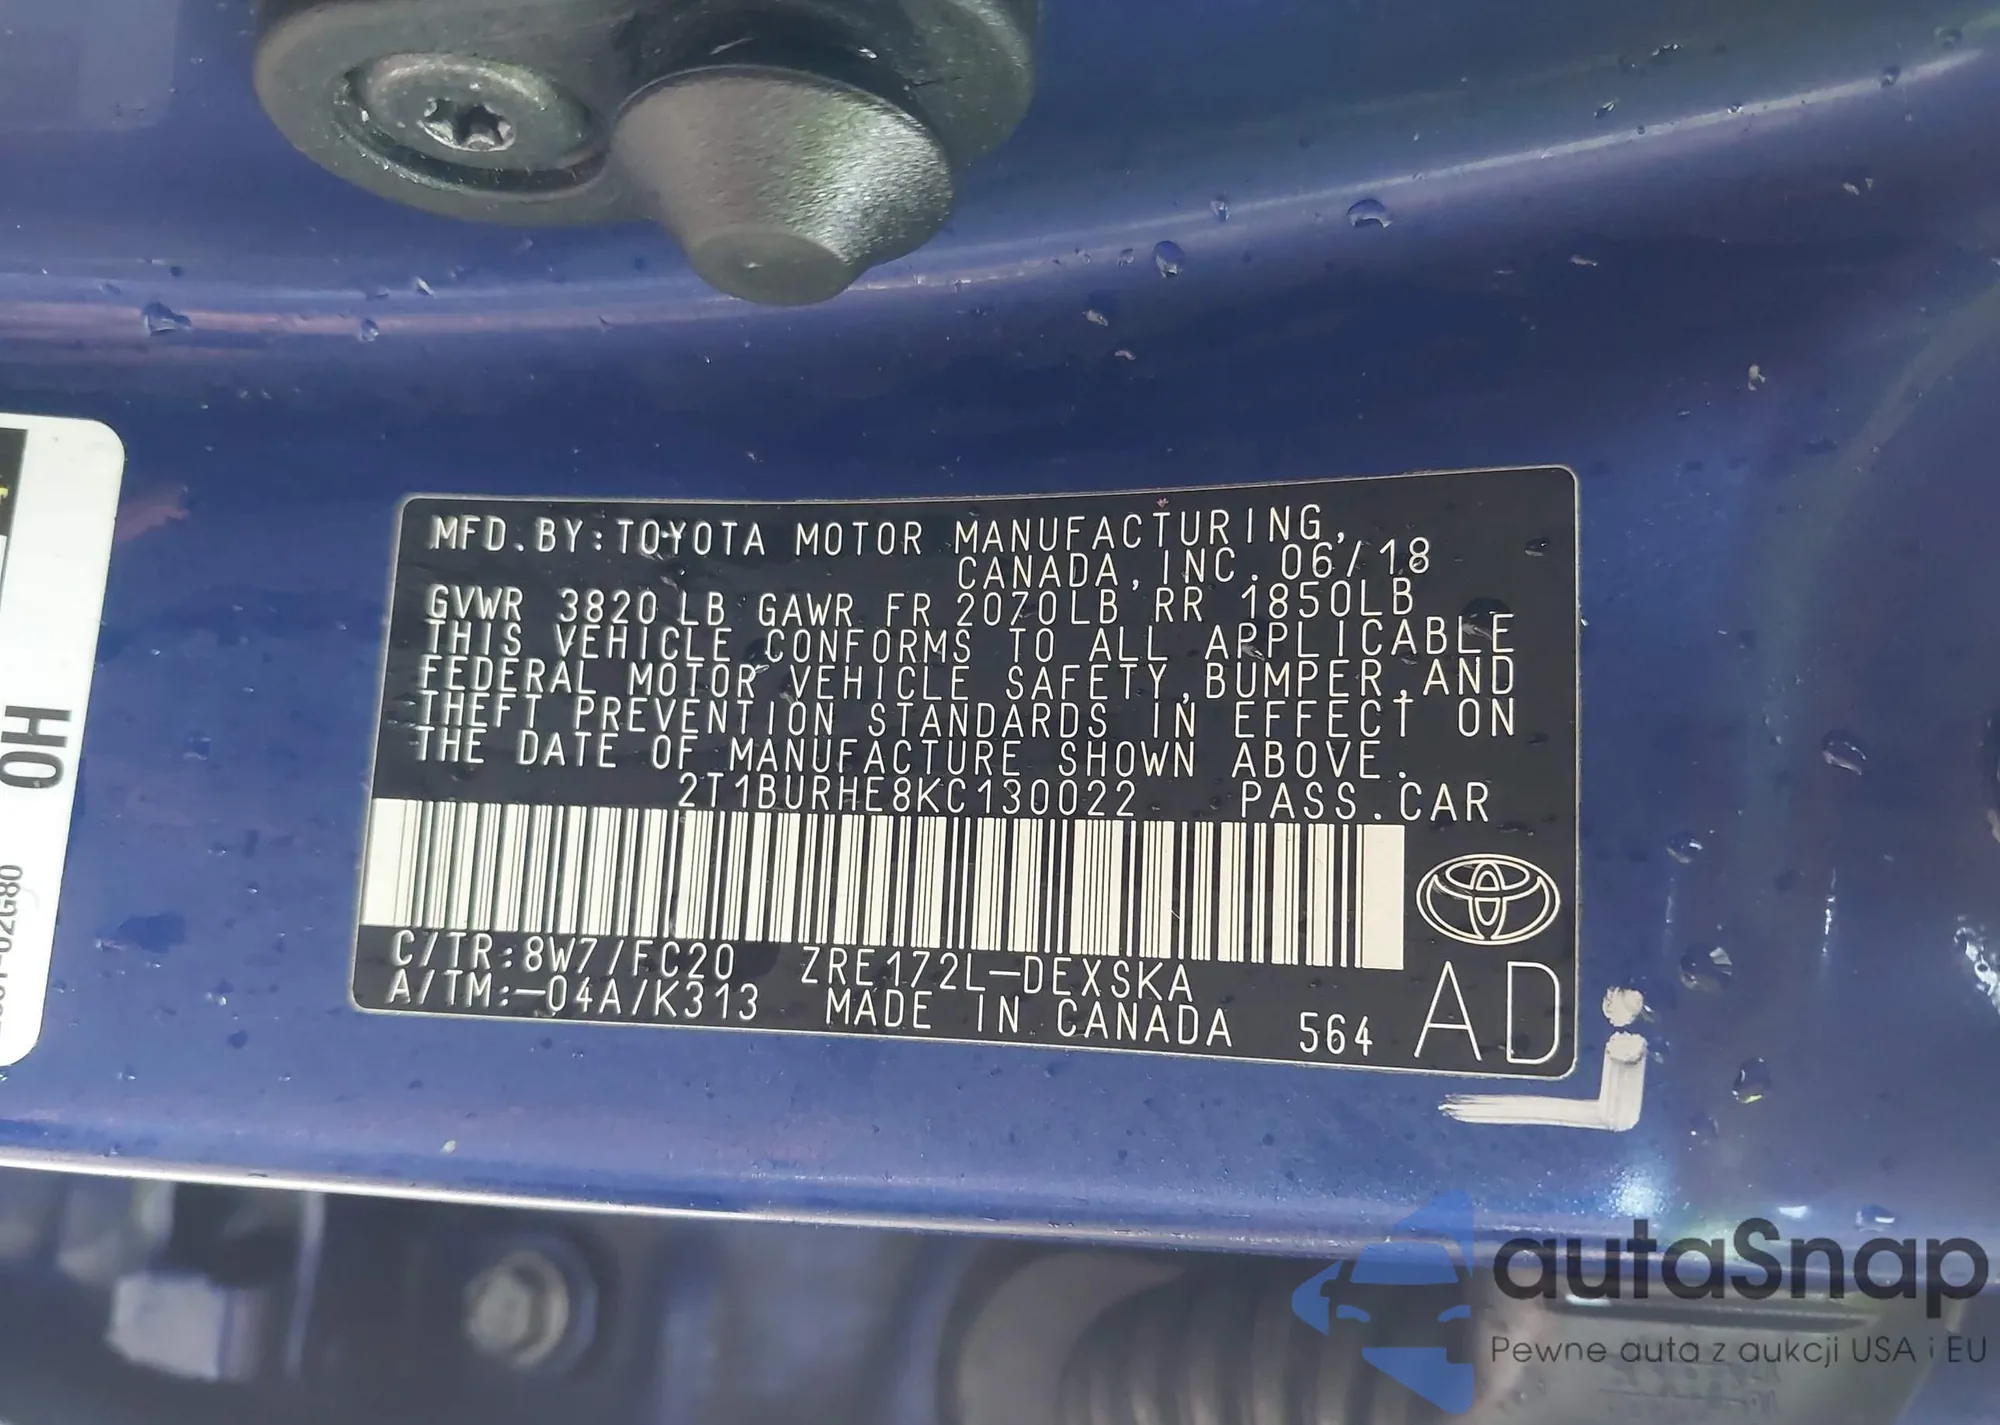 MFD.BY:TOYOTA MOTOR MANUFACTURING,
CANADA,INC.06/18
GVWR 3820LB GAWR FR 2070LB RR 1850LB
THIS VEHICLE CONFORMS TO ALL APPLICABLE
FEDERAL MOTOR VEHICLE SAFETY,BUMPER,AND
THEFT PREVENTION STANDARDS IN EFFECT ON
THE DATE OF MANUFACTURE SHOWN ABOVE.
2T1BURHE8KC130022 PASS.CAR
C/TR:8W7/FC20 ZRE172L-DEXSKA
A/TM:-04A/K313 MADE IN CANADA 564 AD
HO
02G80
autaSnap
Pewne auta z aukcji USA i EU